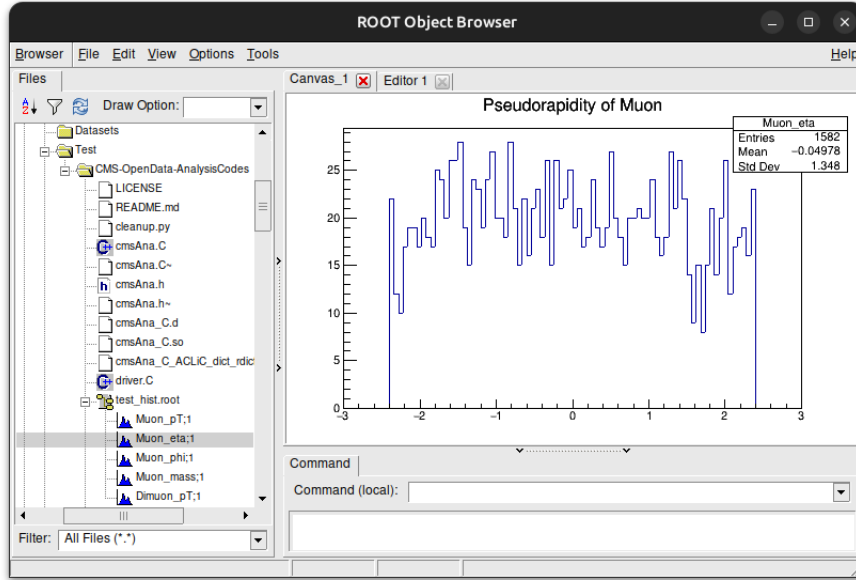 ROOT Object Browser
Browser File Edit View Options Tools Help
Files
Draw Option:
Datasets
Test
CMS-OpenData-AnalysisCodes
LICENSE
README.md
cleanup.py
cmsAna.C
cmsAna.C~
cmsAna.h
cmsAna.h~
cmsAna_C.d
cmsAna_C.so
cmsAna_C_ACLiC_dict_rdict
driver.C
test_hist.root
Muon_pT;1
Muon_eta;1
Muon_phi;1
Muon_mass;1
Dimuon_pT;1
Filter: All Files (*.*)
Canvas_1 Editor 1
Pseudorapidity of Muon
Muon_eta
Entries 1582
Mean −0.04978
Std Dev 1.348
25
20
15
10
5
0
−3 −2 −1 0 1 2 3
Command
Command (local):